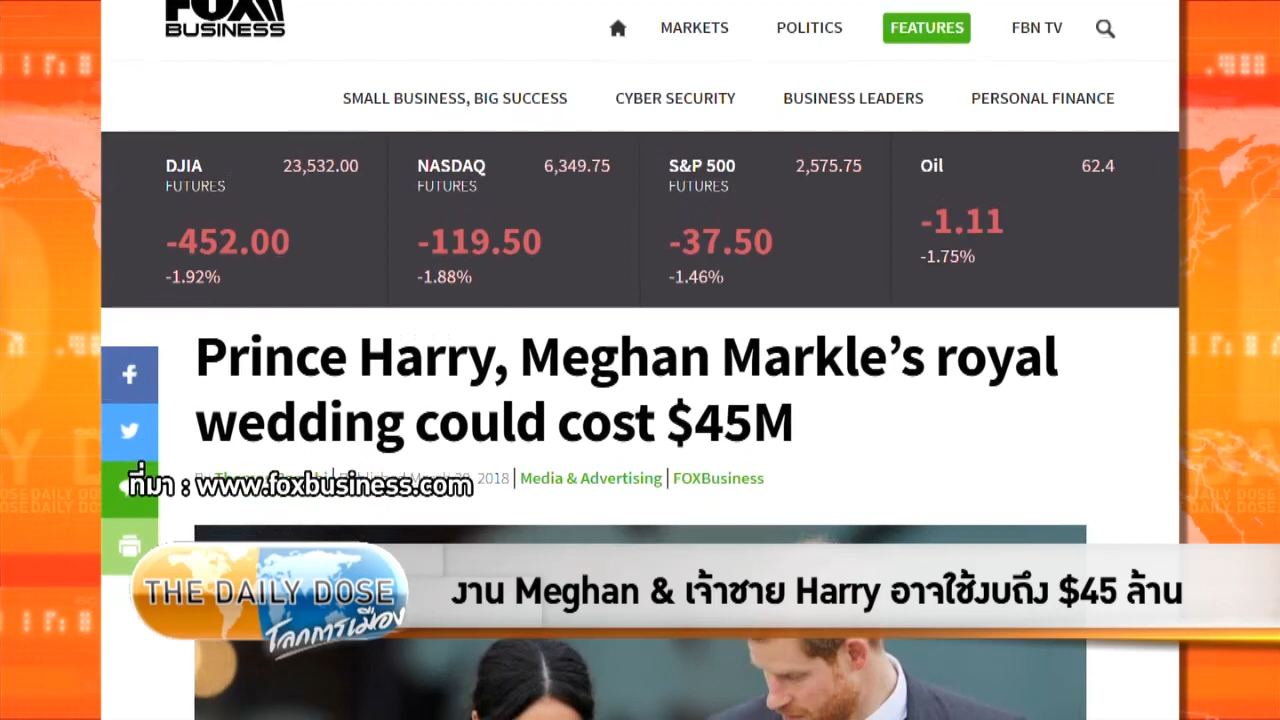 FOX
BUSINESS
MARKETS
POLITICS
FEATURES
FBN TV
SMALL BUSINESS, BIG SUCCESS
CYBER SECURITY
BUSINESS LEADERS
PERSONAL FINANCE
DJIA 23,532.00
FUTURES
-452.00
-1.92%
NASDAQ 6,349.75
FUTURES
-119.50
-1.88%
S&P 500 2,575.75
FUTURES
-37.50
-1.46%
Oil 62.4
-1.11
-1.75%
Prince Harry, Meghan Markle's royal
wedding could cost $45M
2018 | Media & Advertising | FOXBusiness
ที่มา : www.foxbusiness.com
THE DAILY DOSE
โลกการเมือง
งาน Meghan & เจ้าชาย Harry อาจใช้งบถึง $45 ล้าน